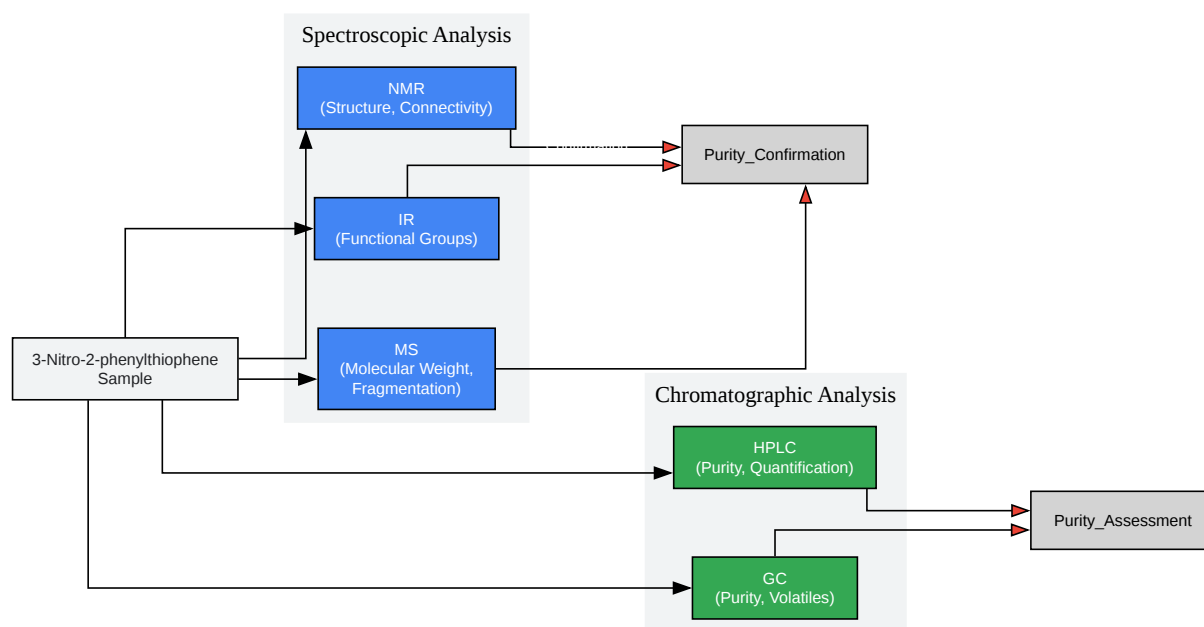 Spectroscopic Analysis
NMR
(Structure, Connectivity)
Purity_Confirmation
IR
(Functional Groups)
3-Nitro-2-phenylthiophene
Sample
MS
(Molecular Weight,
Fragmentation)
Chromatographic Analysis
HPLC
(Purity, Quantification)
Purity_Assessment
GC
(Purity, Volatiles)